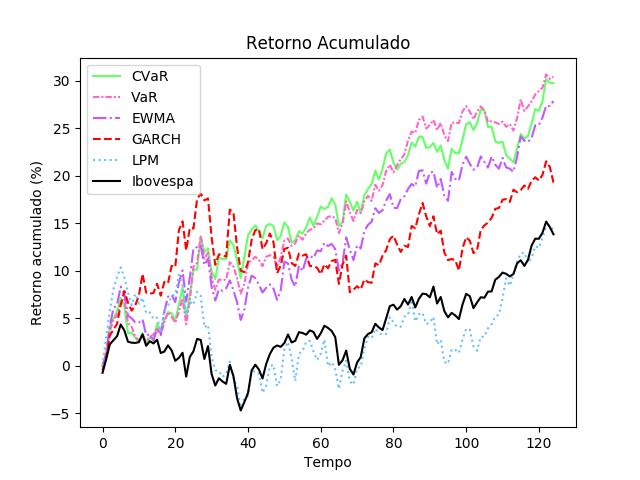 Retorno Acumulado
CVaR
VaR
EWMA
GARCH
LPM
Ibovespa
Retorno acumulado (%)
30
25
20
15
10
5
0
−5
0 20 40 60 80 100 120
Tempo